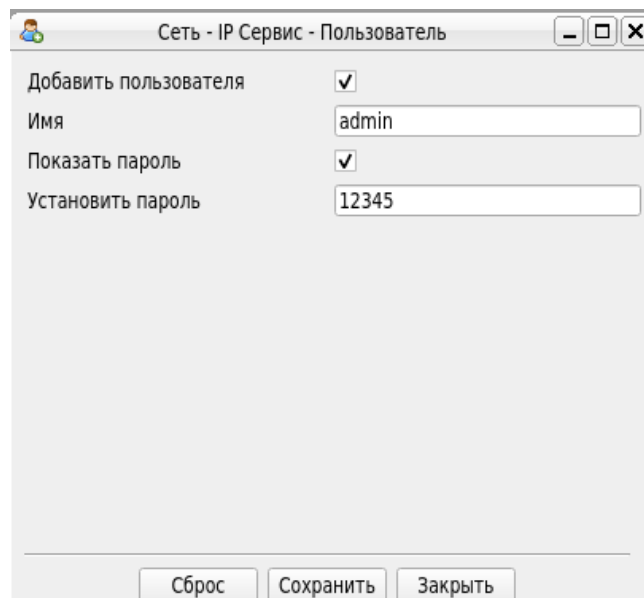 Сеть - IP Сервис - Пользователь
Добавить пользователя
Имя admin
Показать пароль
Установить пароль 12345
Сброс Сохранить Закрыть